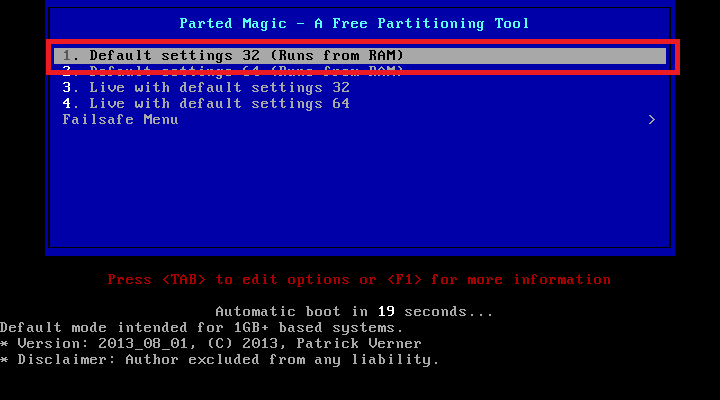 Parted Magic - A Free Partitioning Tool
1. Default settings 32 (Runs from RAM)
2. Default settings 64 (Runs from RAM)
3. Live with default settings 32
4. Live with default settings 64
Failsafe Menu >
Press <TAB> to edit options or <F1> for more information
Automatic boot in 19 seconds...
Default mode intended for 1GB+ based systems.
* Version: 2013_08_01, (C) 2013, Patrick Verner
* Disclaimer: Author excluded from any liability.